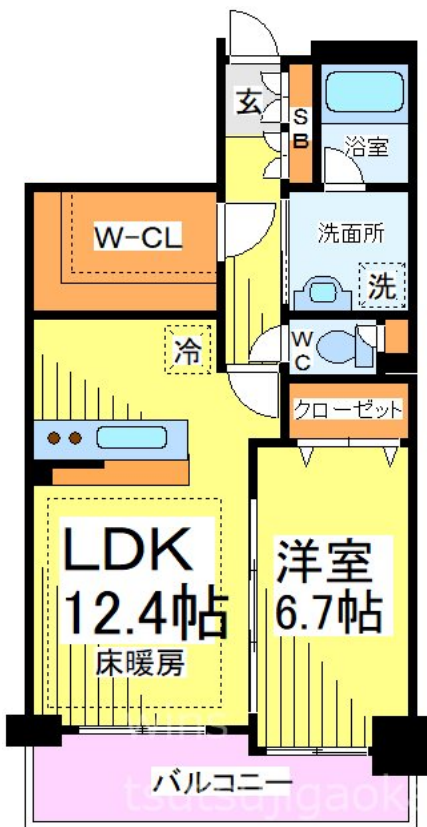 玄
S
B
浴室
W-CL
洗面所
洗
冷
W
C
クローゼット
LDK
12.4帖
床暖房
洋室
6.7帖
wins
バルコニー
tsutsujigaoka